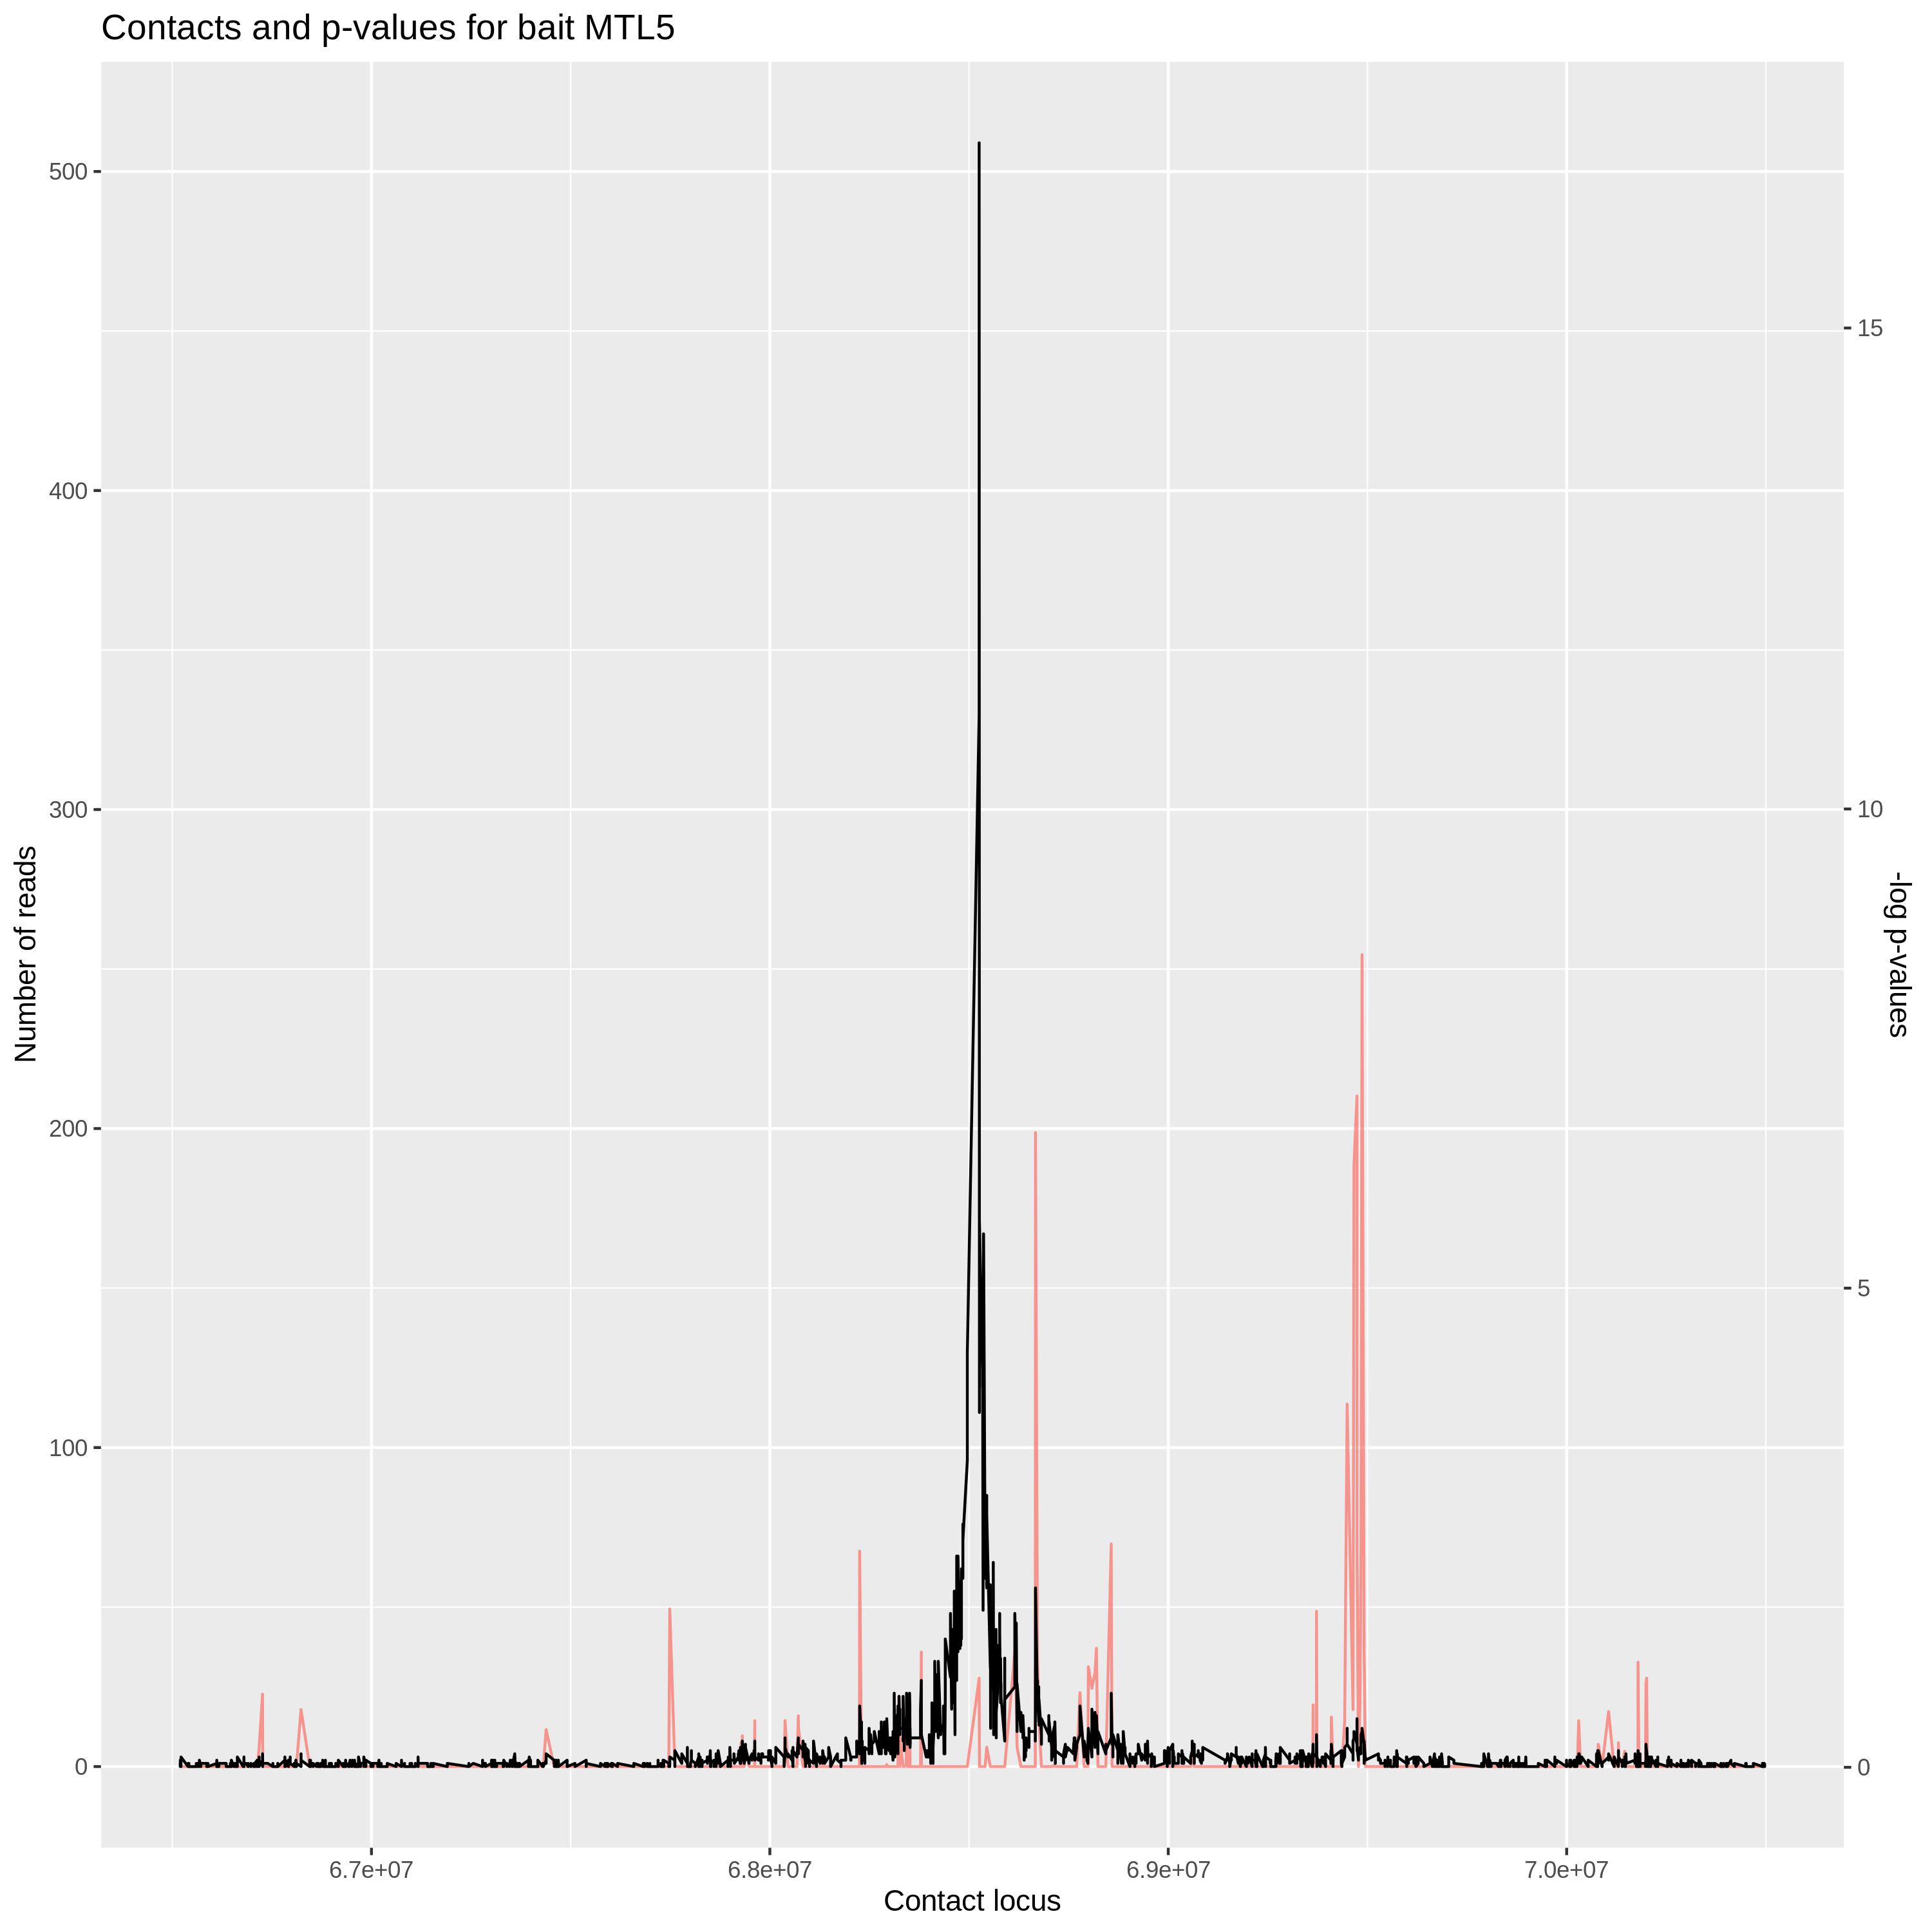 Contacts and p-values for bait MTL5
500
400
300
200
100
0
Number of reads
15
10
5
0
-log p-values
6.7e+07
6.8e+07
6.9e+07
7.0e+07
Contact locus